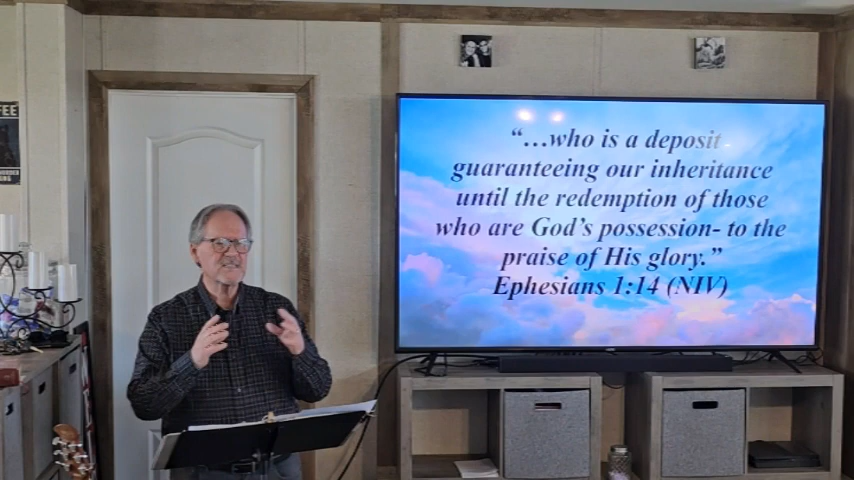 “…who is a deposit
guaranteeing our inheritance
until the redemption of those
who are God’s possession- to the
praise of His glory.”
Ephesians 1:14 (NIV)
FEE